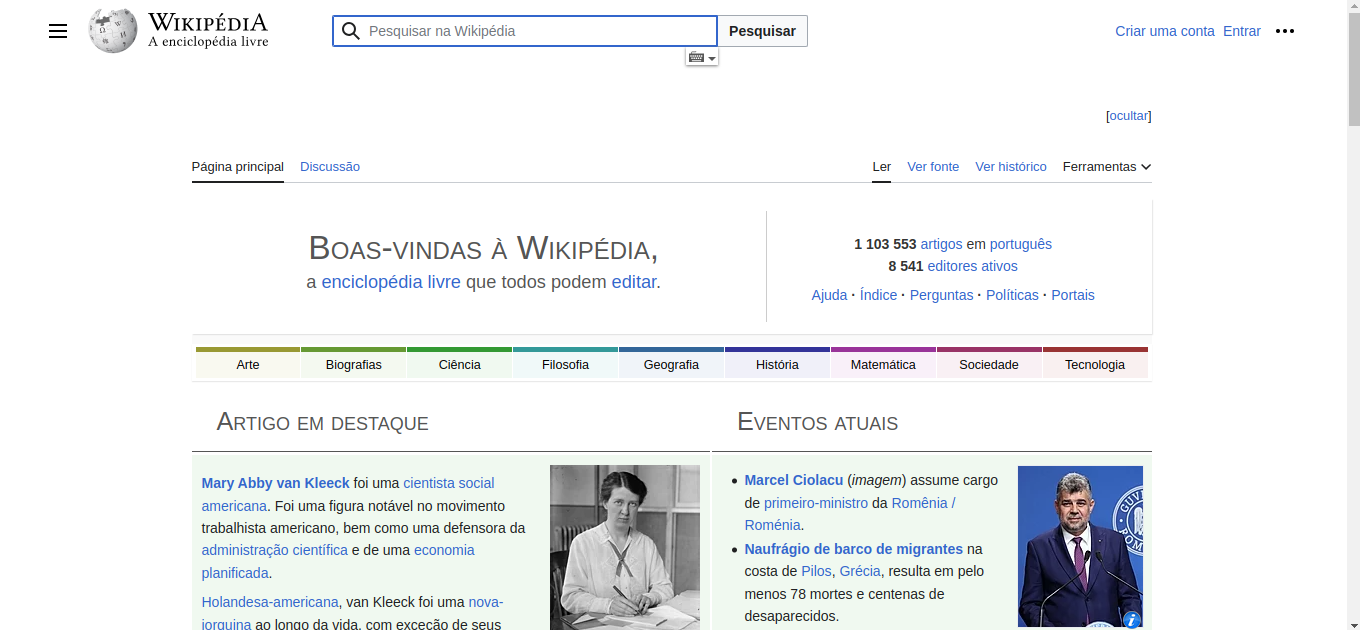 WIKIPÉDIA
A enciclopédia livre
Pesquisar na Wikipédia
Pesquisar
Criar uma conta Entrar
[ocultar]
Página principal Discussão
Ler Ver fonte Ver histórico Ferramentas
Boas-vindas à Wikipédia,
a enciclopédia livre que todos podem editar.
1 103 553 artigos em português
8 541 editores ativos
Ajuda · Índice · Perguntas · Políticas · Portais
Arte Biografias Ciência Filosofia Geografia História Matemática Sociedade Tecnologia
Artigo em destaque
Mary Abby van Kleeck foi uma cientista social
americana. Foi uma figura notável no movimento
trabalhista americano, bem como uma defensora da
administração científica e de uma economia
planificada.
Holandesa-americana, van Kleeck foi uma nova-
iorquina ao longo da vida, com exceção de seus
Eventos atuais
Marcel Ciolacu (imagem) assume cargo
de primeiro-ministro da Romênia /
Roménia.
Naufrágio de barco de migrantes na
costa de Pilos, Grécia, resulta em pelo
menos 78 mortes e centenas de
desaparecidos.